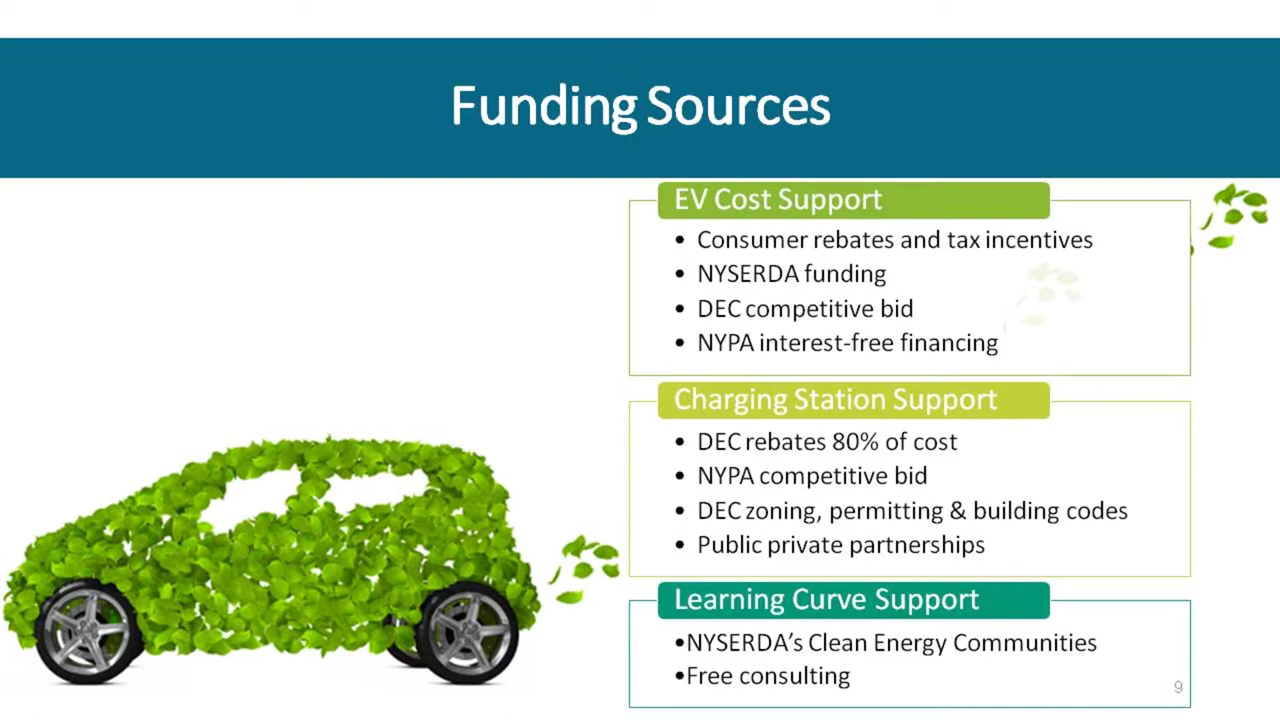 Funding Sources
EV Cost Support
• Consumer rebates and tax incentives
• NYSERDA funding
• DEC competitive bid
• NYPA interest-free financing
Charging Station Support
• DEC rebates 80% of cost
• NYPA competitive bid
• DEC zoning, permitting & building codes
• Public private partnerships
Learning Curve Support
•NYSERDA’s Clean Energy Communities
•Free consulting
9